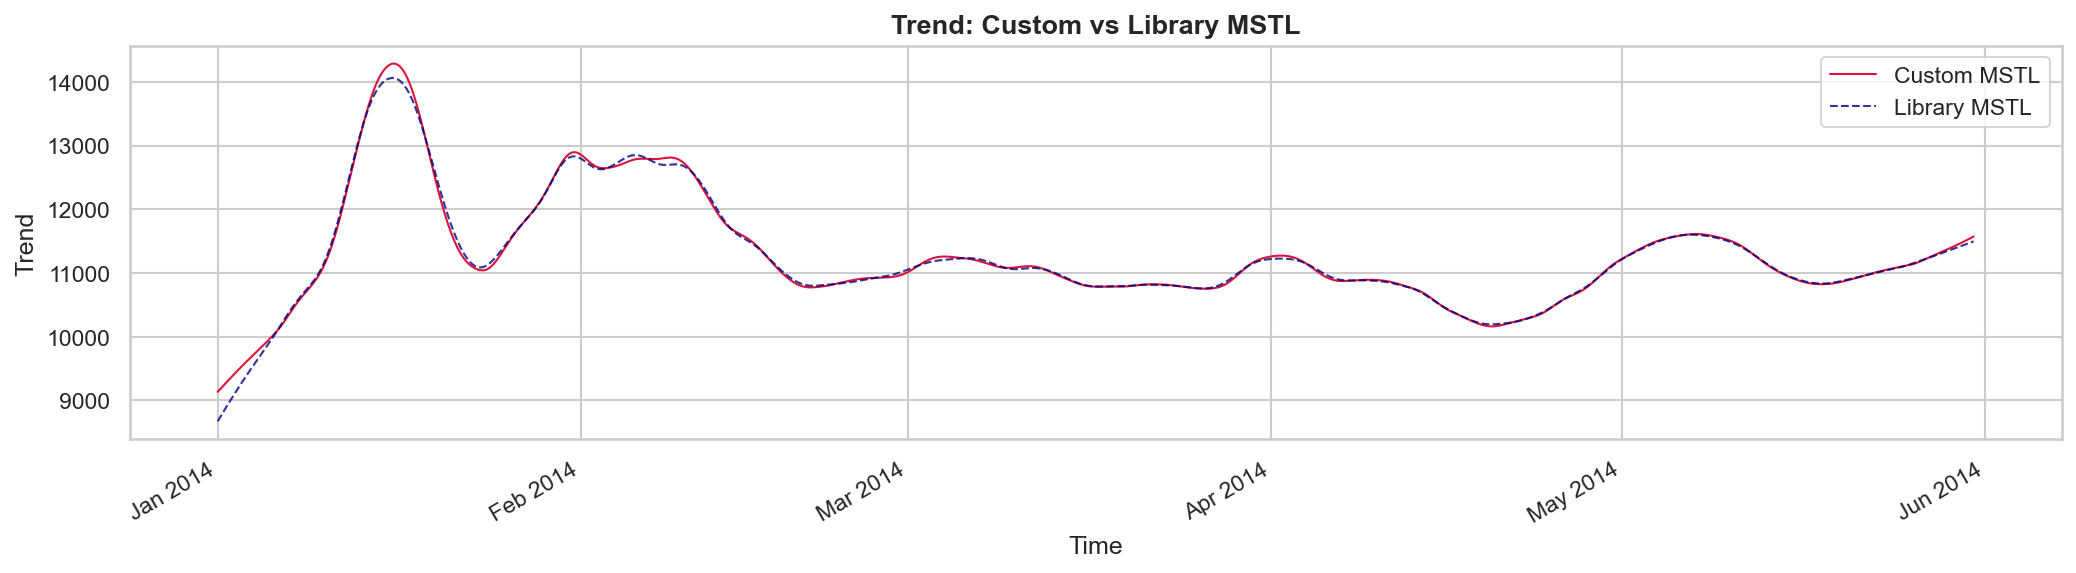 Trend: Custom vs Library MSTL
Custom MSTL
Library MSTL
Trend
14000
13000
12000
11000
10000
9000
Jan 2014
Feb 2014
Mar 2014
Apr 2014
May 2014
Jun 2014
Time